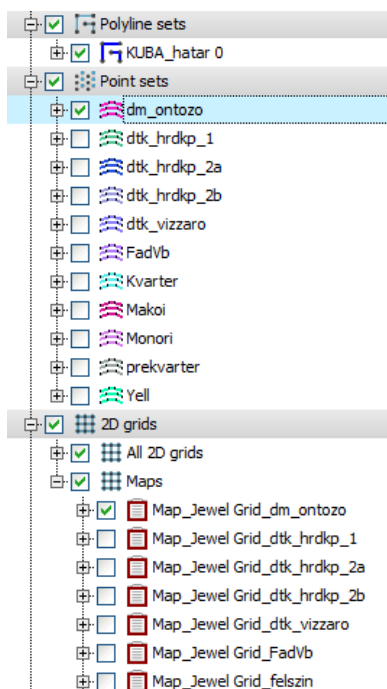 Polyline sets
KUBA_hatar 0
Point sets
dm_ontozo
dtk_hrdkp_1
dtk_hrdkp_2a
dtk_hrdkp_2b
dtk_vizzaro
FadVb
Kvarter
Makoi
Monori
prekvarter
Yell
2D grids
All 2D grids
Maps
Map_Jewel Grid_dm_ontozo
Map_Jewel Grid_dtk_hrdkp_1
Map_Jewel Grid_dtk_hrdkp_2a
Map_Jewel Grid_dtk_hrdkp_2b
Map_Jewel Grid_dtk_vizzaro
Map_Jewel Grid_FadVb
Map_Jewel Grid_felszin